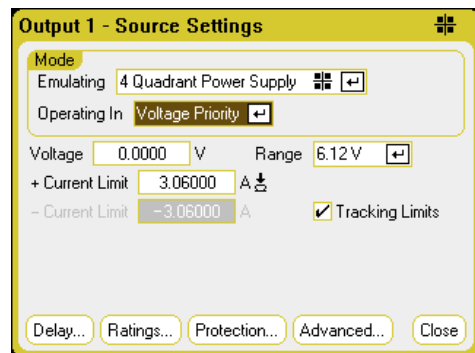 Output 1 - Source Settings
Mode
Emulating 4 Quadrant Power Supply
Operating In Voltage Priority
Voltage 0.0000 V Range 6.12 V
+ Current Limit 3.06000 A
- Current Limit -3.06000 A
Tracking Limits
Delay... Ratings... Protection... Advanced... Close